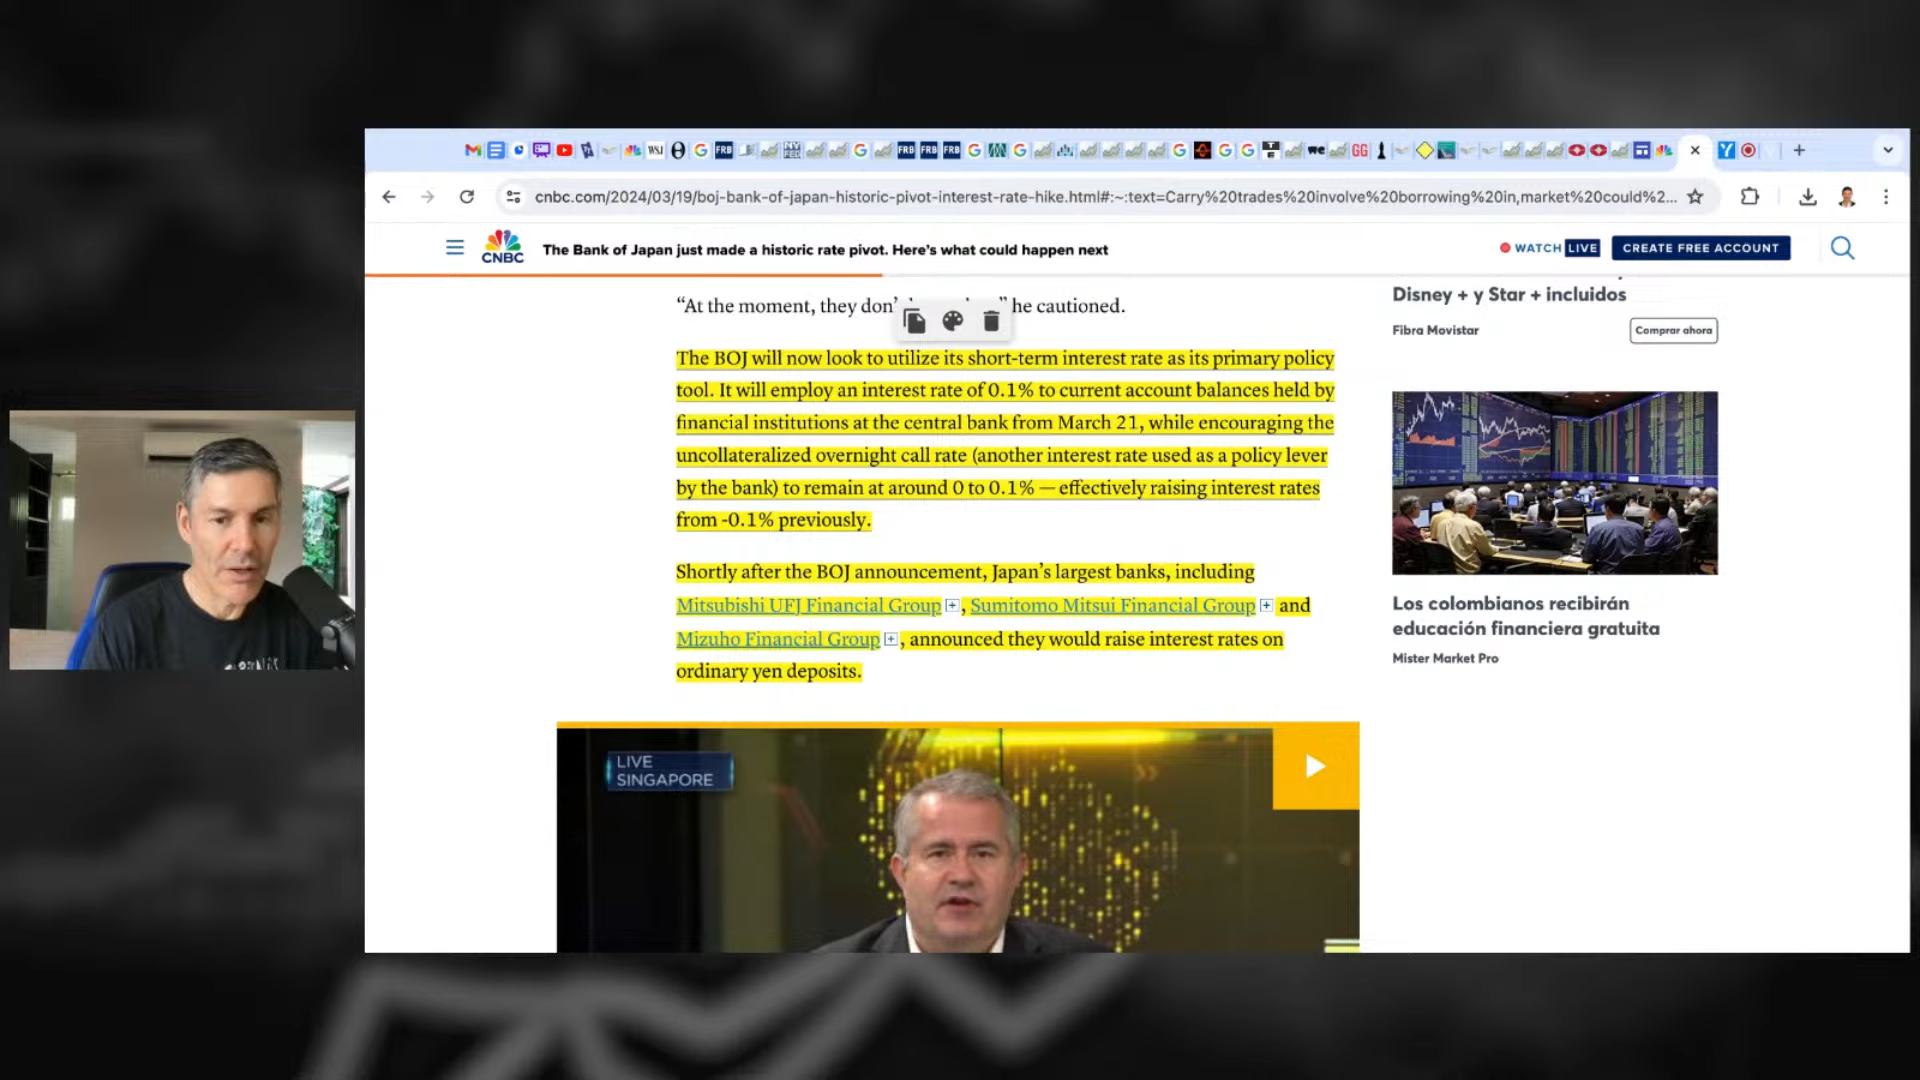 WSJ
FRB
NY
FED
FRB
FRB
FRB
GG
cnbc.com/2024/03/19/boj-bank-of-japan-historic-pivot-interest-rate-hike.html#:~:text=Carry%20trades%20involve%20borrowing%20in,market%20could%2...
CNBC
The Bank of Japan just made a historic rate pivot. Here's what could happen next
WATCH LIVE
CREATE FREE ACCOUNT
“At the moment, they don’ he cautioned.
The BOJ will now look to utilize its short-term interest rate as its primary policy
tool. It will employ an interest rate of 0.1% to current account balances held by
financial institutions at the central bank from March 21, while encouraging the
uncollateralized overnight call rate (another interest rate used as a policy lever
by the bank) to remain at around 0 to 0.1% — effectively raising interest rates
from -0.1% previously.
Shortly after the BOJ announcement, Japan’s largest banks, including
Mitsubishi UFJ Financial Group, Sumitomo Mitsui Financial Group and
Mizuho Financial Group, announced they would raise interest rates on
ordinary yen deposits.
LIVE
SINGAPORE
Disney + y Star + incluidos
Fibra Movistar
Comprar ahora
Los colombianos recibirán
educación financiera gratuita
Mister Market Pro